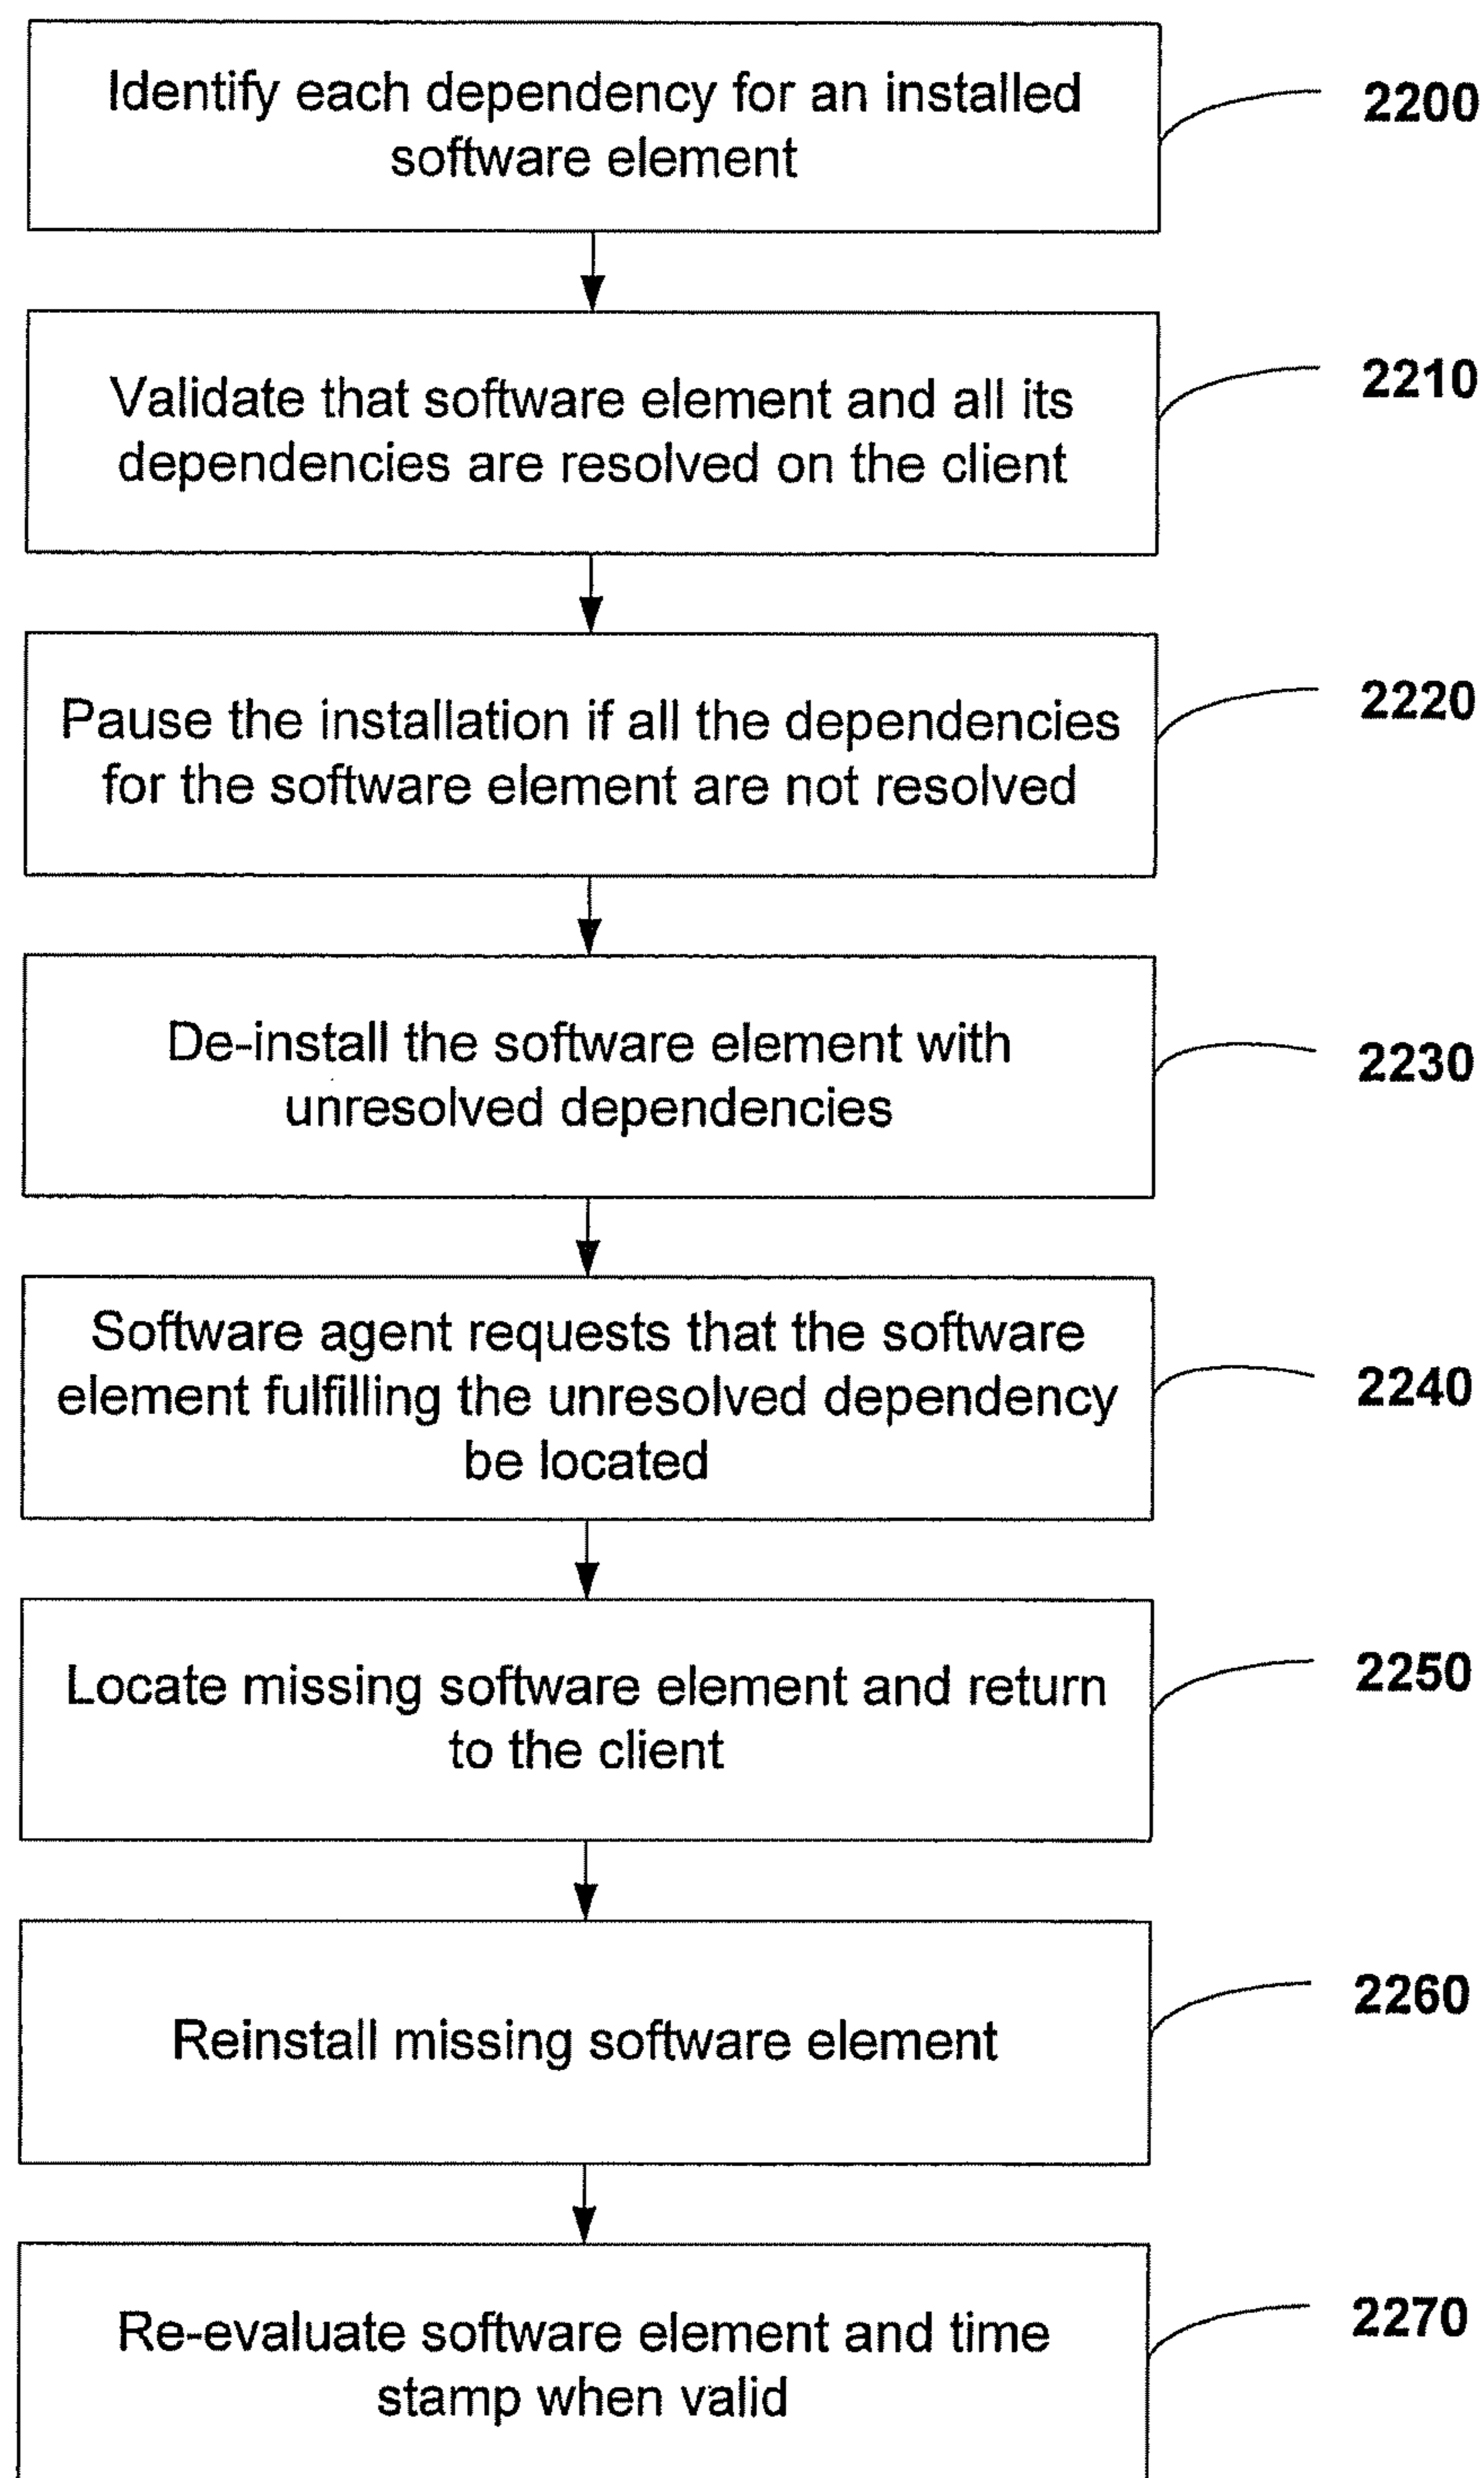 Identify each dependency for an installed
software element
2200
Validate that software element and all its
dependencies are resolved on the client
2210
Pause the installation if all the dependencies
for the software element are not resolved
2220
De-install the software element with
unresolved dependencies
2230
Software agent requests that the software
element fulfilling the unresolved dependency
be located
2240
Locate missing software element and return
to the client
2250
Reinstall missing software element
2260
Re-evaluate software element and time
stamp when valid
2270